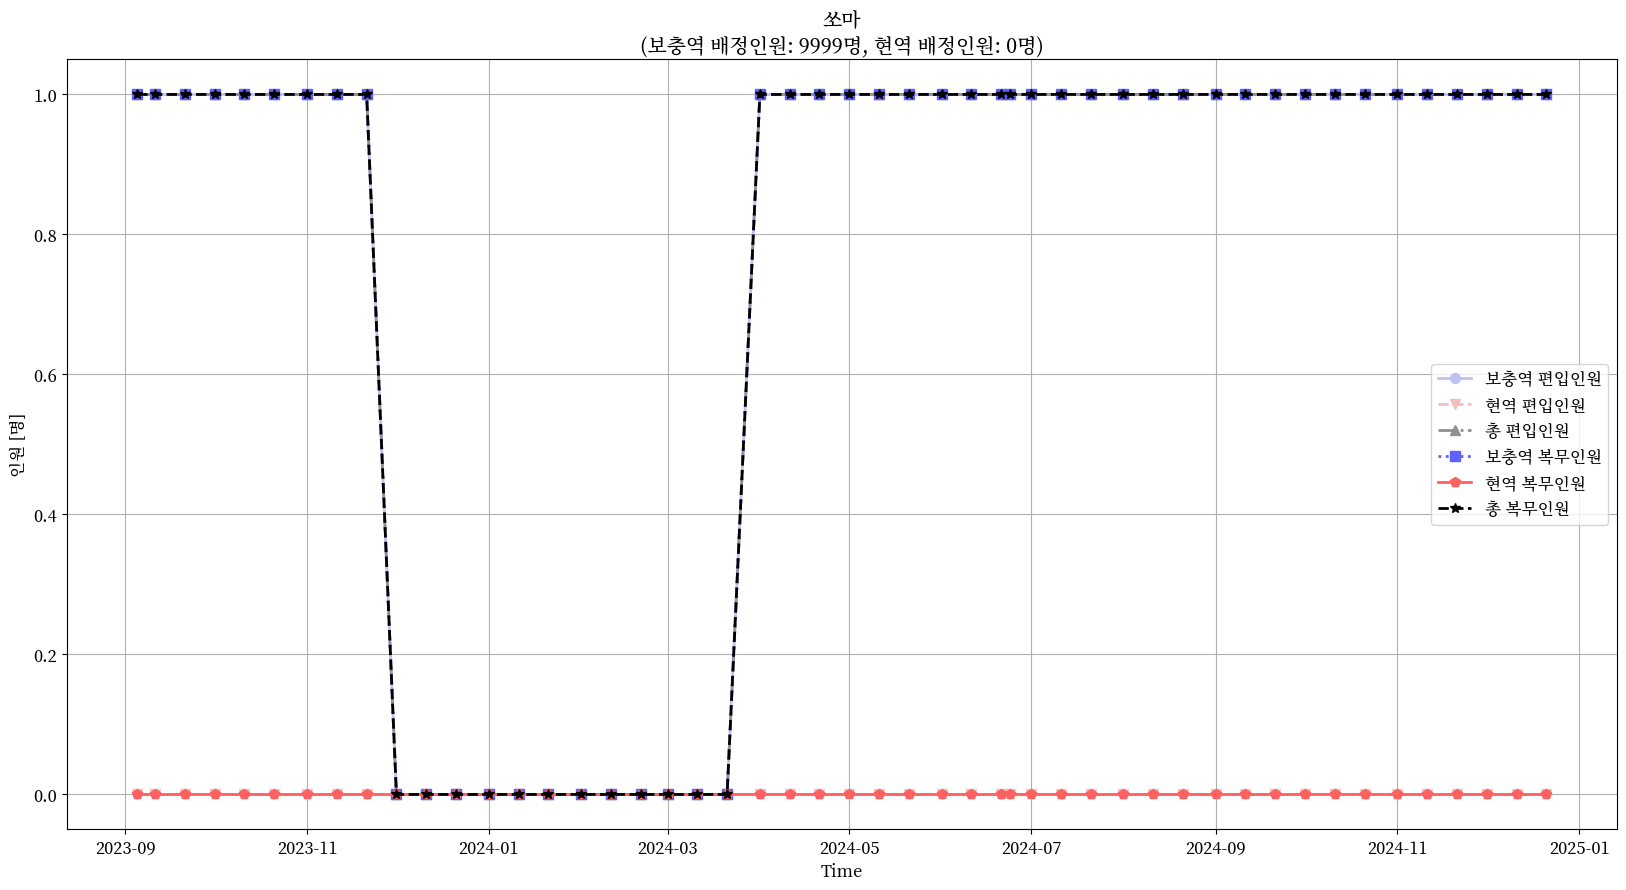 쏘마
(보충역 배정인원: 9999명, 현역 배정인원: 0명)
1.0
0.8
0.6
0.4
0.2
0.0
인원 [명]
보충역 편입인원
현역 편입인원
총 편입인원
보충역 복무인원
현역 복무인원
총 복무인원
2023-09 2023-11 2024-01 2024-03 2024-05 2024-07 2024-09 2024-11 2025-01
Time